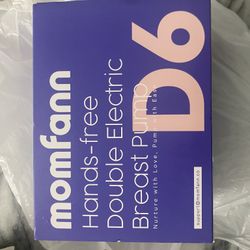 momfann
Hands-free
Double Electric
Breast Pump
Nurture with Love, Pump with Ease
D6
support@momfann.co